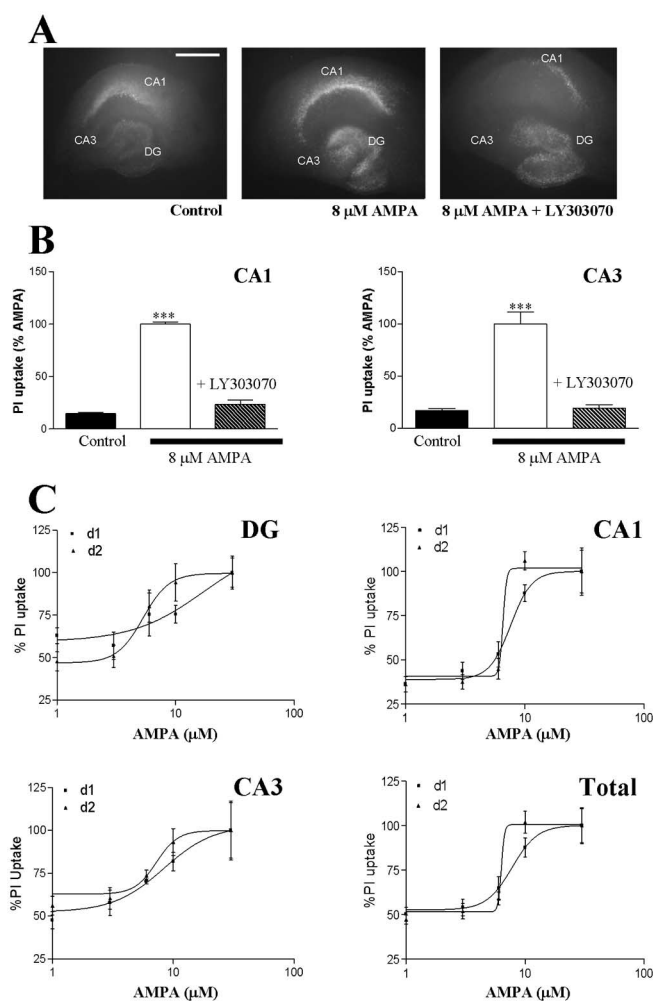 A
CA1
CA3
DG
Control
CA1
CA3
DG
8 μM AMPA
CA1
CA3
DG
8 μM AMPA + LY303070
B
CA1
PI uptake (% AMPA)
150
100
50
0
***
+ LY303070
Control
8 μM AMPA
CA3
PI uptake (% AMPA)
150
100
50
0
***
+ LY303070
Control
8 μM AMPA
C
DG
d1
d2
% PI uptake
125
100
75
50
25
1
10
100
AMPA (μM)
CA1
d1
d2
% PI uptake
125
100
75
50
25
1
10
100
AMPA (μM)
CA3
d1
d2
%PI Uptake
125
100
75
50
25
1
10
100
AMPA (μM)
Total
d1
d2
% PI uptake
125
100
75
50
25
1
10
100
AMPA (μM)